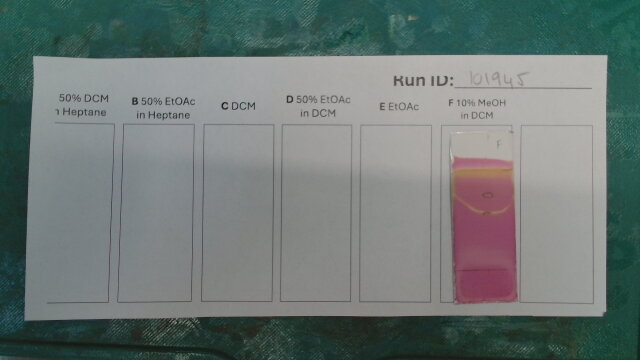 Run ID: 101945
50% DCM
in Heptane
B 50% EtOAc
in Heptane
C DCM
D 50% EtOAc
in DCM
E EtOAc
F 10% MeOH
in DCM
F